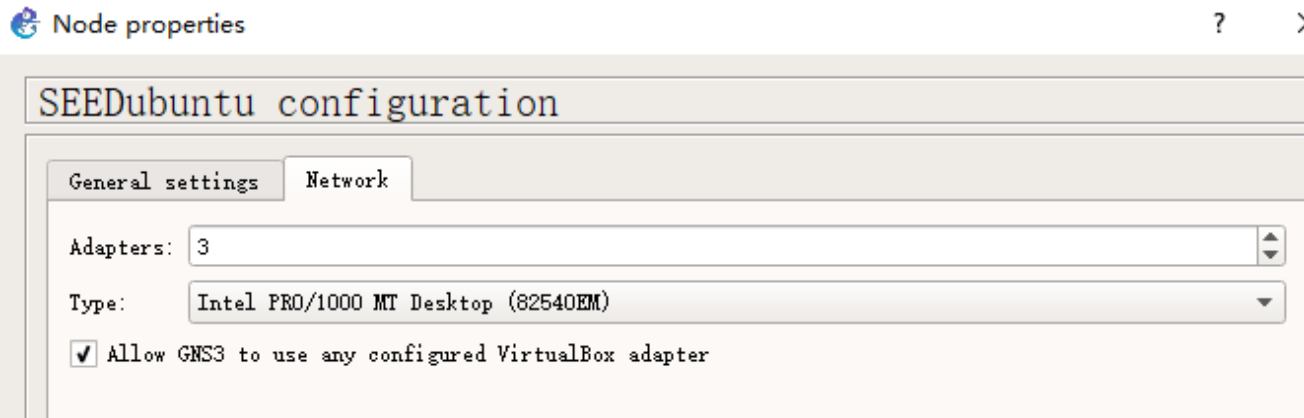 Node properties ?
SEEDubuntu configuration
General settings Network
Adapters: 3
Type: Intel PRO/1000 MT Desktop (82540EM)
Allow GNS3 to use any configured VirtualBox adapter